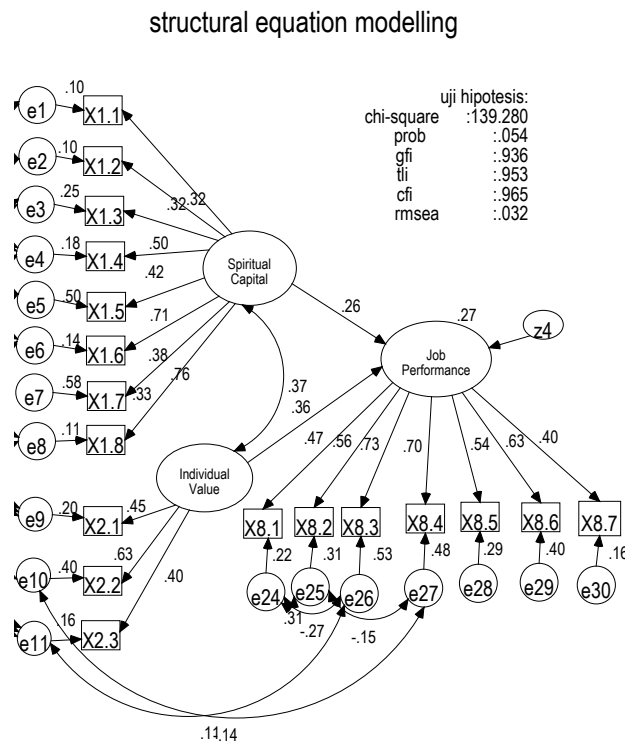 structural equation modelling
uji hipotesis:
chi-square :139.280
prob :.054
gfi :.936
tli :.953
cfi :.965
rmsea :.032
e1 .10 X1.1
e2 .10 X1.2
e3 .25 X1.3
e4 .18 X1.4
e5 .50 X1.5
e6 .14 X1.6
e7 .58 X1.7
e8 .11 X1.8
.32 .32
.50
.42
.71
.38
.33 .76
Spiritual
Capital
.26
.27
z4
Job
Performance
.37
.36
Individual
Value
e9 .20 X2.1
e10 .40 X2.2
e11 .16 X2.3
.45
.63
.40
.47 .56 .73 .70 .54 .63 .40
X8.1 X8.2 X8.3 X8.4 X8.5 X8.6 X8.7
.22 .31 .53 .48 .29 .40 .16
e24 e25 e26 e27 e28 e29 e30
.31
-.27
-.15
.11 -.14